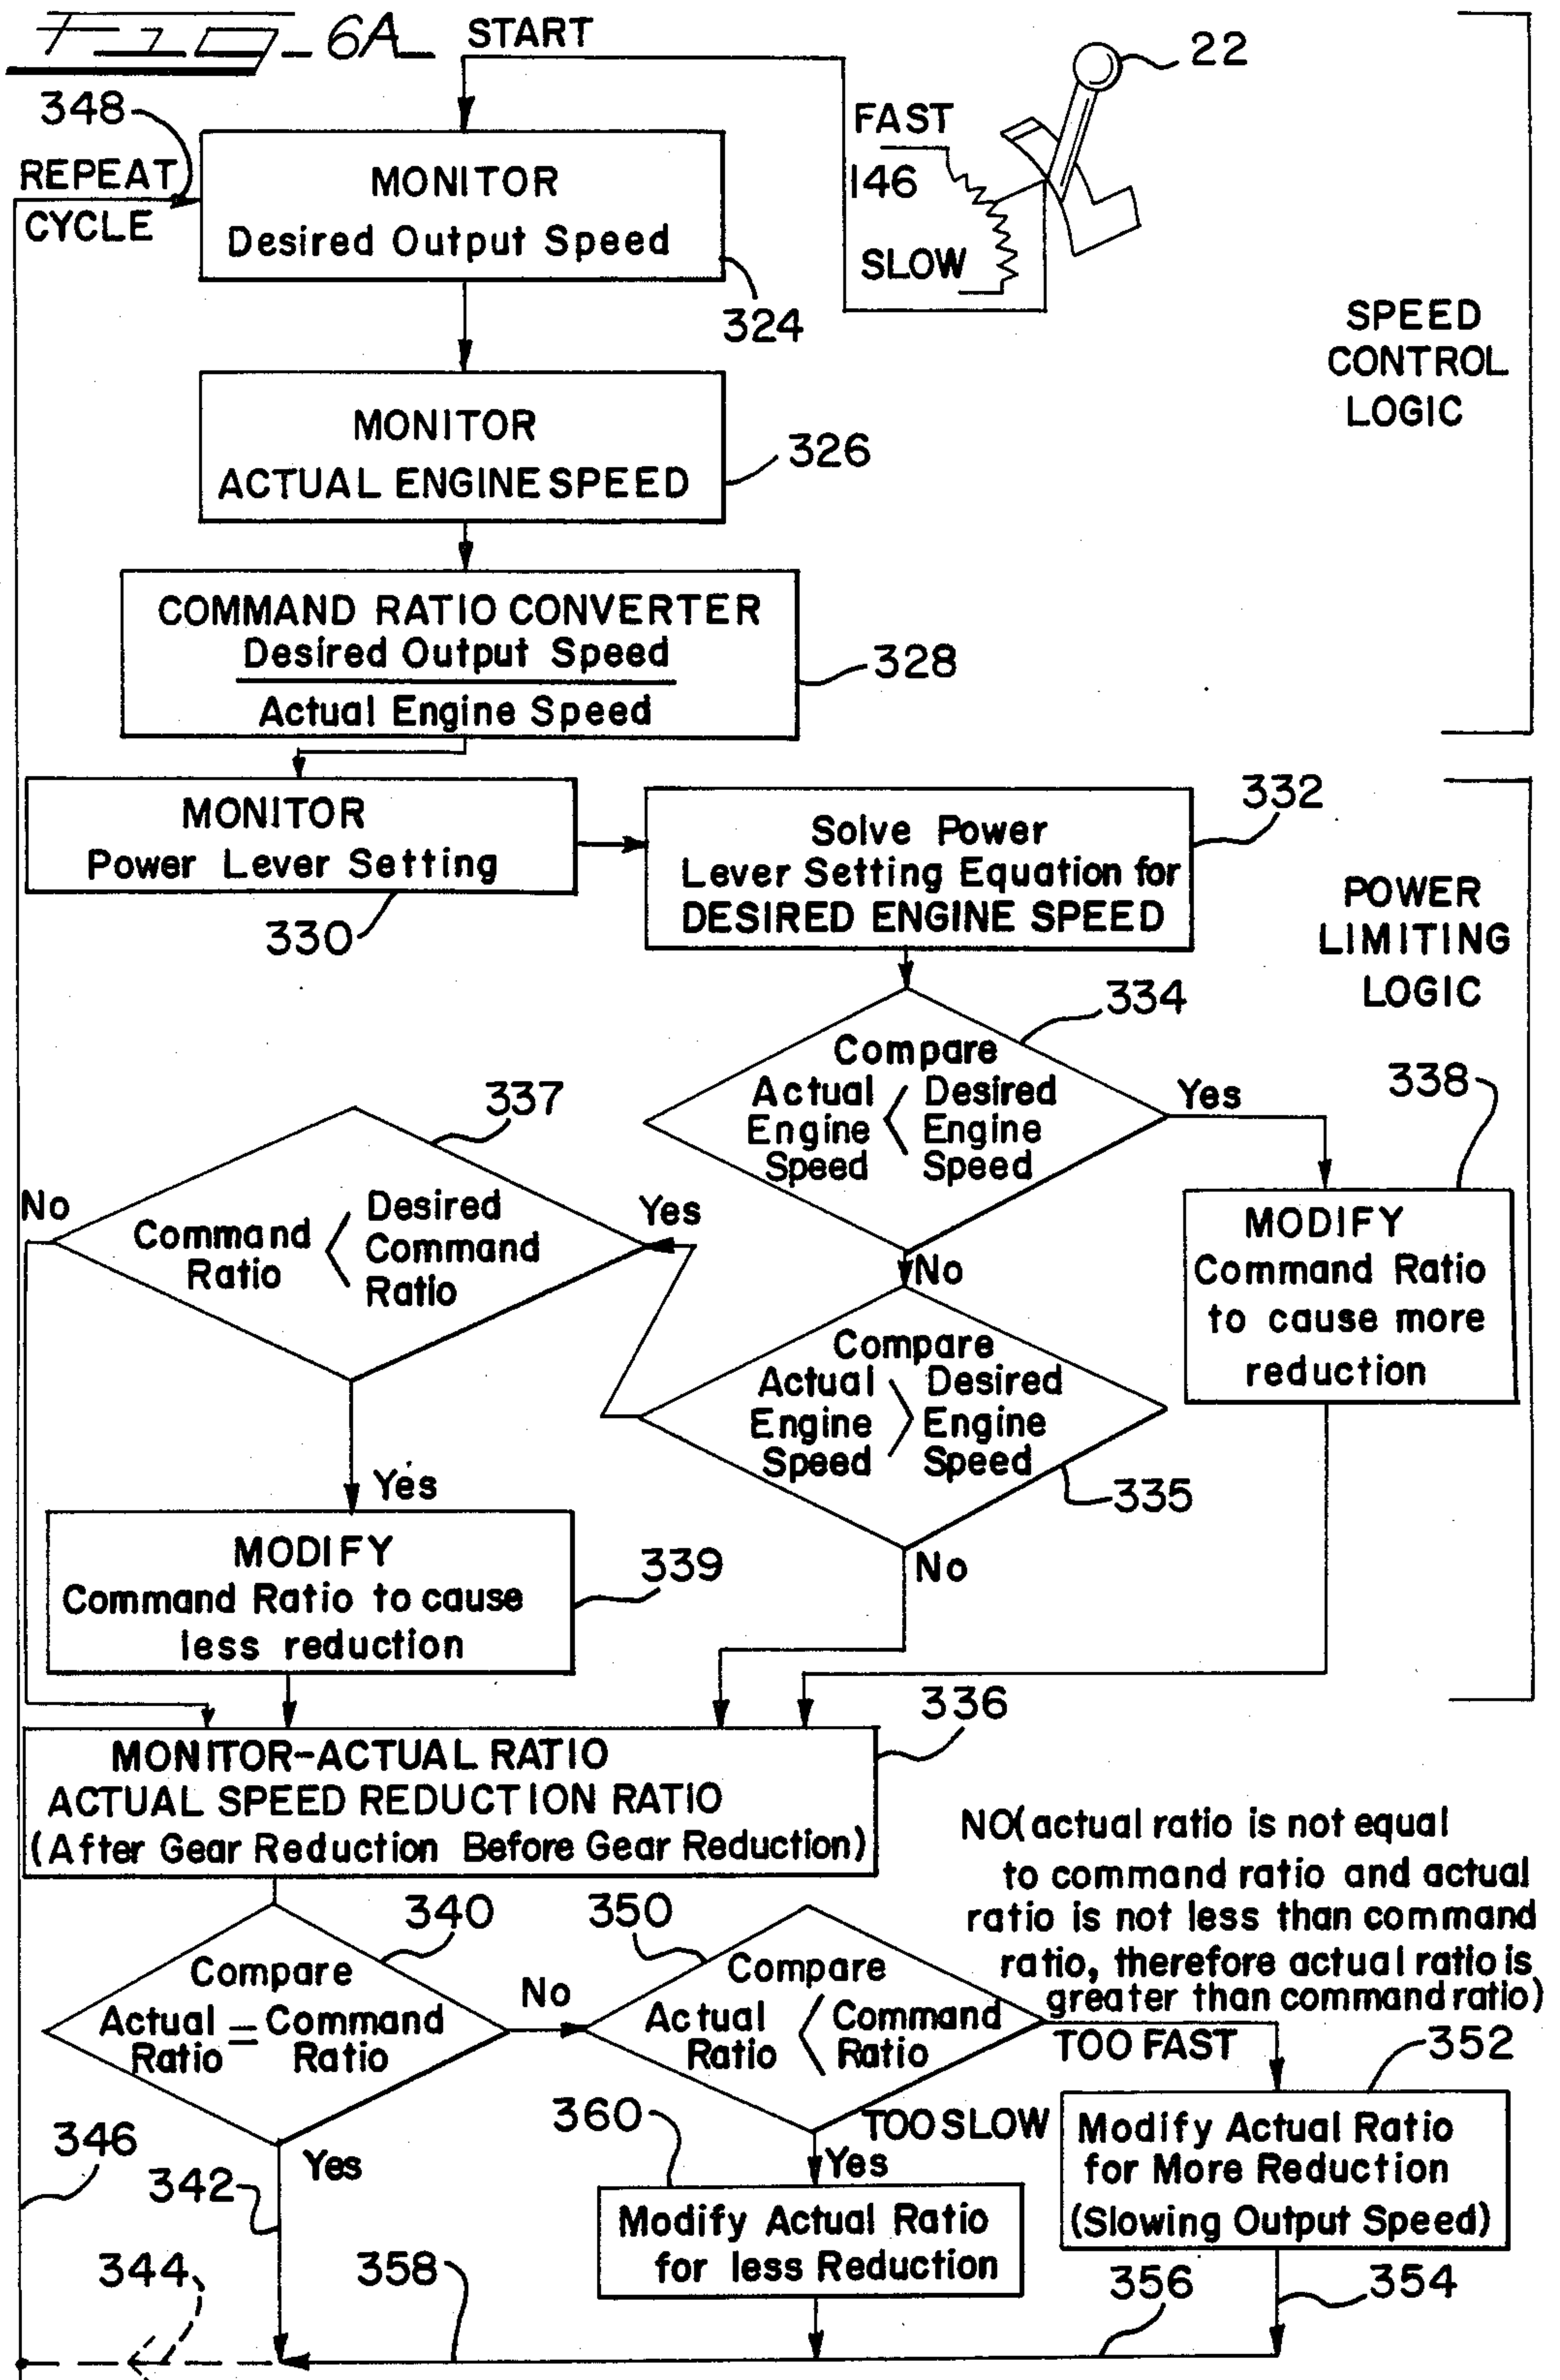 FIG_6A_
START
22
348
FAST
REPEAT
CYCLE
MONITOR
Desired Output Speed
146
SLOW
324
SPEED
CONTROL
LOGIC
MONITOR
ACTUAL ENGINE SPEED
326
COMMAND RATIO CONVERTER
Desired Output Speed
Actual Engine Speed
328
MONITOR
Power Lever Setting
330
Solve Power
Lever Setting Equation for
DESIRED ENGINE SPEED
332
POWER
LIMITING
LOGIC
334
Compare
Actual < Desired
Engine Engine
Speed Speed
Yes
338
337
No
Command < Desired
Ratio Command
Ratio
Yes
MODIFY
Command Ratio
to cause more
reduction
No
Compare
Actual > Desired
Engine Engine
Speed Speed
335
Yes
No
MODIFY
Command Ratio to cause
less reduction
339
336
MONITOR-ACTUAL RATIO
ACTUAL SPEED REDUCTION RATIO
(After Gear Reduction Before Gear Reduction)
NO(actual ratio is not equal
to command ratio and actual
ratio is not less than command
ratio, therefore actual ratio is
greater than command ratio)
340
350
Compare
Actual = Command
Ratio Ratio
No
Compare
Actual < Command
Ratio Ratio
TOO FAST
352
360
TOO SLOW
Yes
346
Yes
342
Modify Actual Ratio
for More Reduction
(Slowing Output Speed)
Modify Actual Ratio
for less Reduction
344
358
356
354